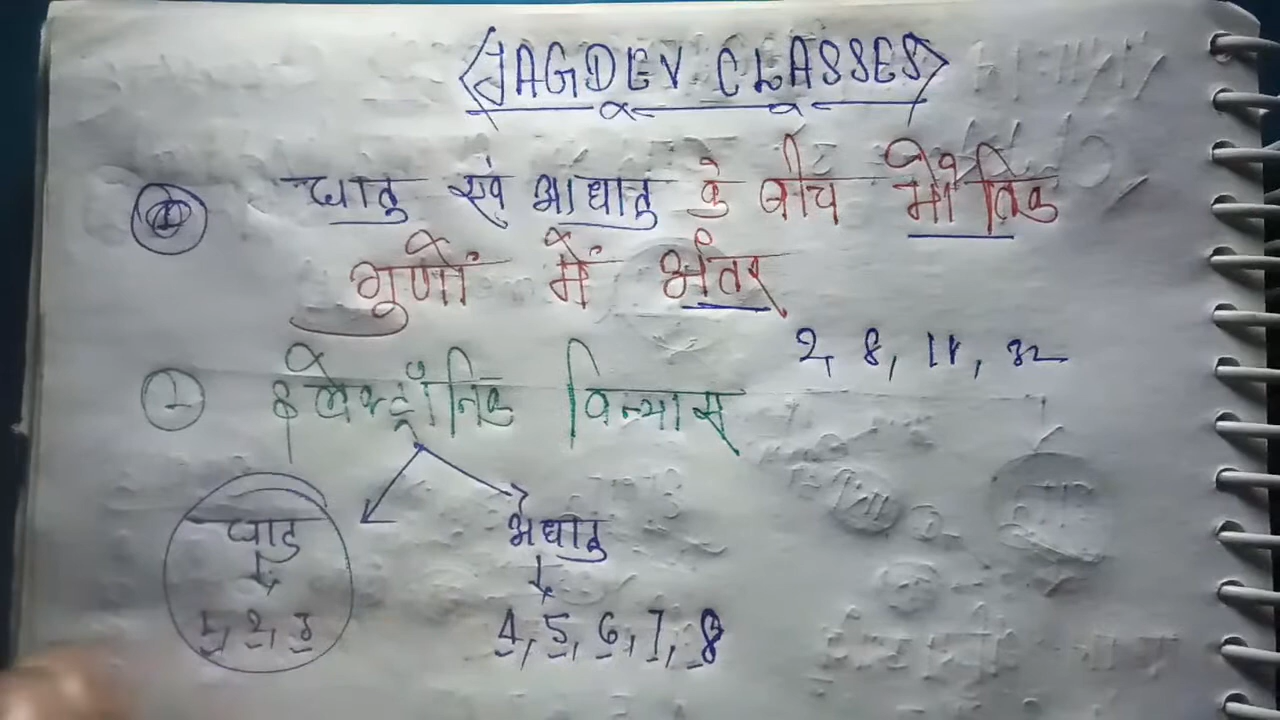 JAGDEV CLASSES
धातु एवं अधातु के बीच भौतिक
गुणों में अंतर
2, 8, 18, 32
① इलेक्ट्रॉनिक विन्यास
धातु अधातु
1, 2, 3 4, 5, 6, 7, 8